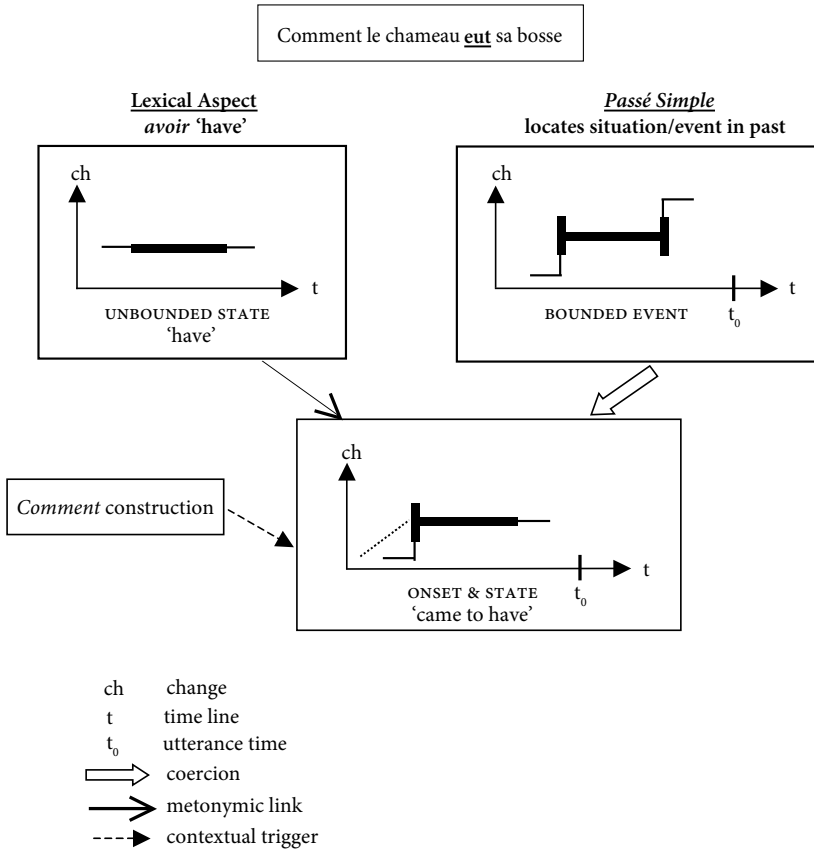 Comment le chameau eut sa bosse
Lexical Aspect
avoir ‘have’
Passé Simple
locates situation/event in past
ch
t
UNBOUNDED STATE
‘have’
ch
t
t0
BOUNDED EVENT
Comment construction
ch
t
t0
ONSET & STATE
‘came to have’
ch change
t time line
t0 utterance time
coercion
metonymic link
contextual trigger